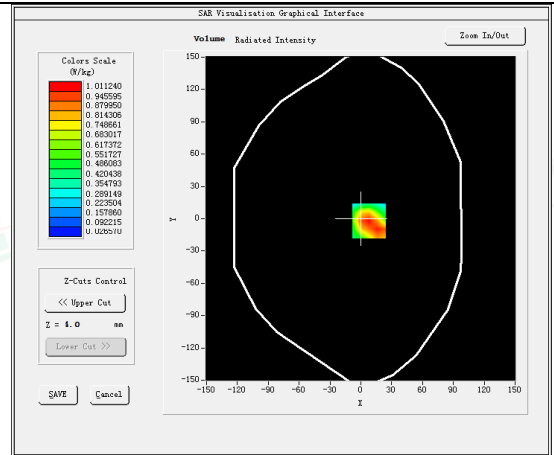 SAR Visualisation Graphical Interface
Volume Radiated Intensity
Zoom In/Out
Colors Scale
(W/kg)
1.011240
0.945595
0.879950
0.814306
0.748661
0.683017
0.617372
0.551727
0.486083
0.420438
0.354793
0.289149
0.223504
0.157860
0.092215
0.026570
Z-Cuts Control
<< Upper Cut
Z = 4.0 mm
Lower Cut >>
SAVE Cancel
150
120
90
60
30
0
-30
-60
-90
-120
-150
Y
-150 -120 -90 -60 -30 0 30 60 90 120 150
X